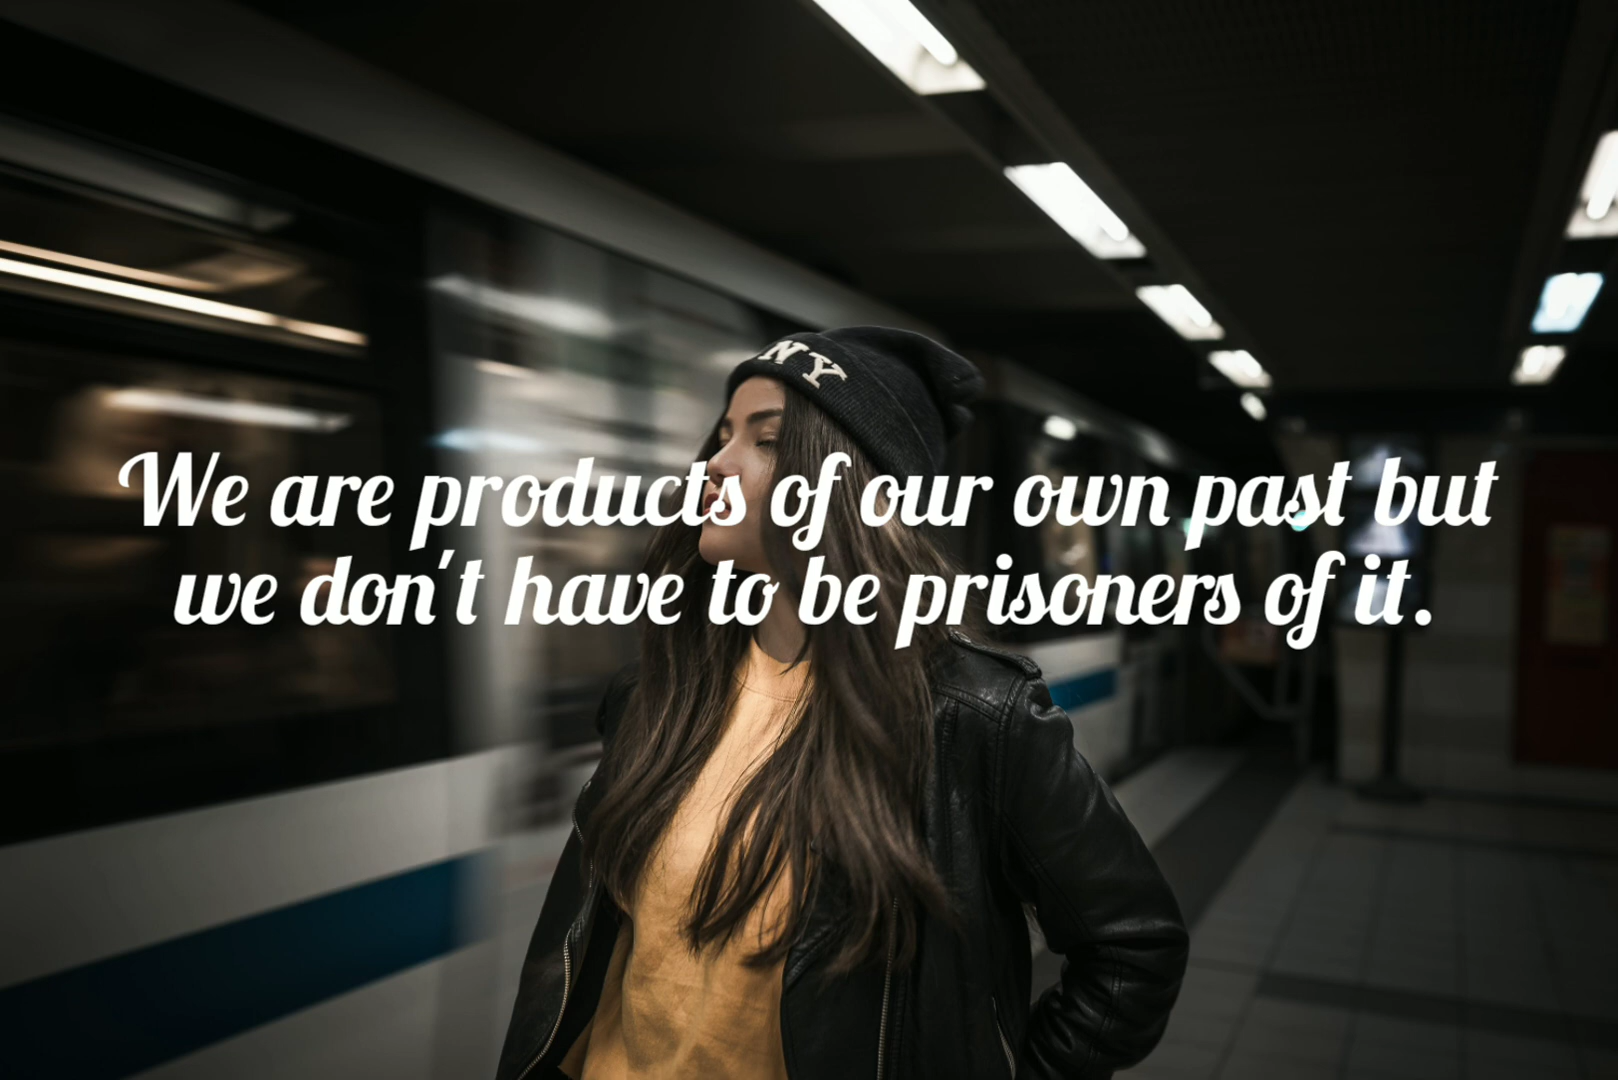 NY
We are products of our own past but
we don't have to be prisoners of it.